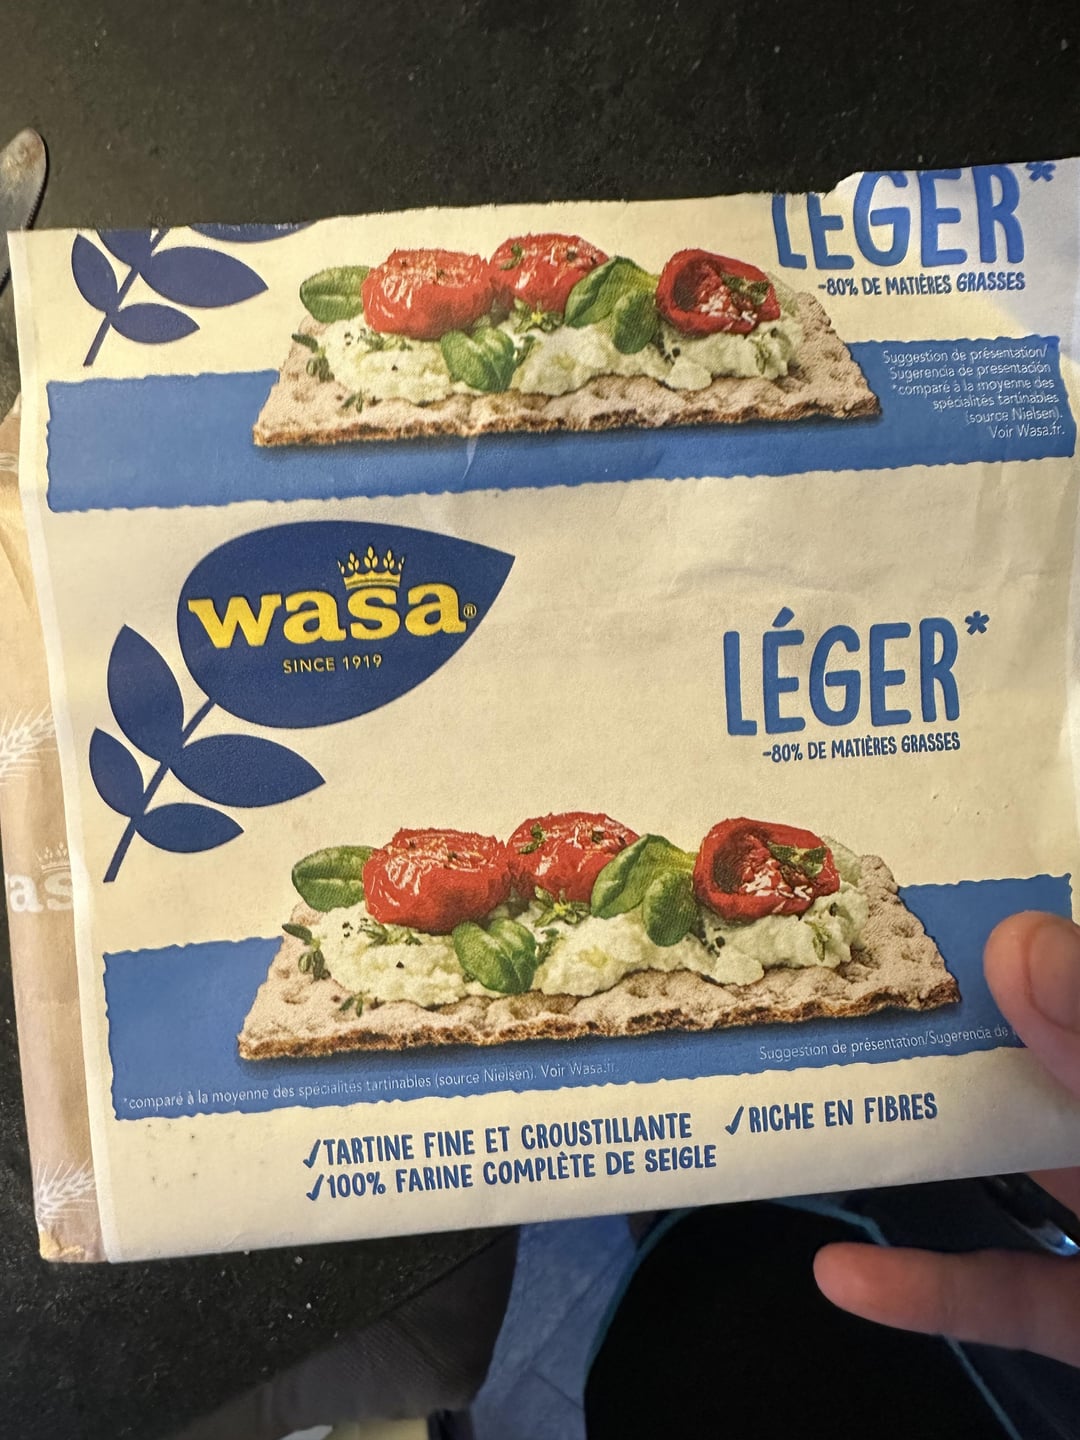 LÉGER*
-80% DE MATIÈRES GRASSES
Suggestion de présentation/
Sugerencia de presentación
*comparé à la moyenne des
spécialités tartinables
(source Nielsen).
Voir Wasa.fr.
wasa®
SINCE 1919
LÉGER*
-80% DE MATIÈRES GRASSES
as
Suggestion de présentation/Sugerencia de
*comparé à la moyenne des spécialités tartinables (source Nielsen). Voir Wasa.fr.
✓TARTINE FINE ET CROUSTILLANTE ✓RICHE EN FIBRES
✓100% FARINE COMPLÈTE DE SEIGLE